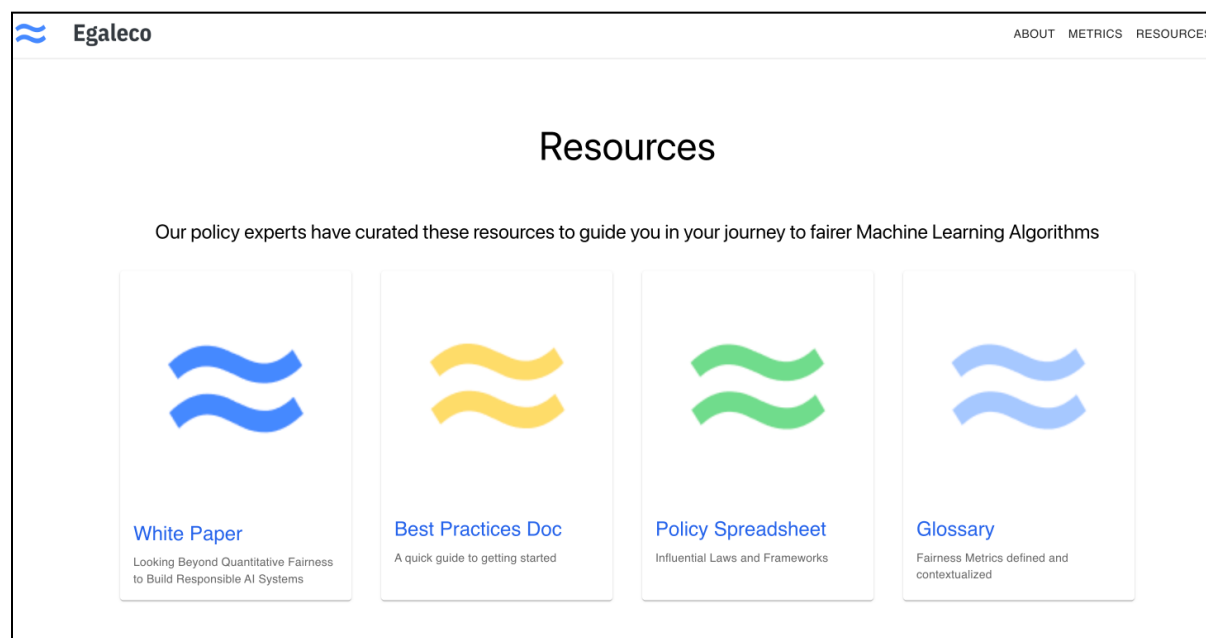 Egaleco
ABOUT METRICS RESOURCES
Resources
Our policy experts have curated these resources to guide you in your journey to fairer Machine Learning Algorithms
White Paper
Looking Beyond Quantitative Fairness
to Build Responsible AI Systems
Best Practices Doc
A quick guide to getting started
Policy Spreadsheet
Influential Laws and Frameworks
Glossary
Fairness Metrics defined and
contextualized